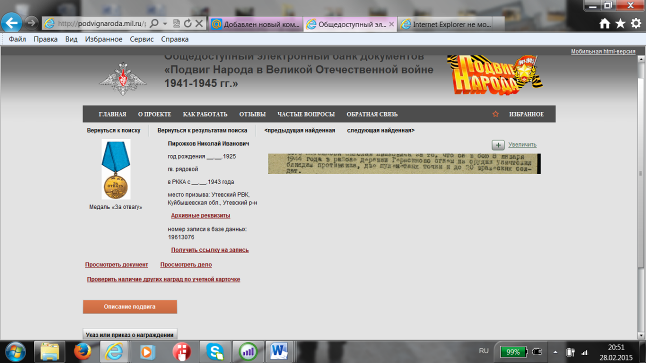 http://podvignaroda.mil.ru/
Добавлен новый ком...
Общедоступный эл...
Internet Explorer не мо...
Файл Правка Вид Избранное Сервис Справка
Мобильная html-версия
Общедоступный электронный банк документов
«Подвиг Народа в Великой Отечественной войне
1941-1945 гг.»
ПОДВИГ
НАРОДА
ГЛАВНАЯ О ПРОЕКТЕ КАК РАБОТАТЬ ОТЗЫВЫ ЧАСТЫЕ ВОПРОСЫ ОБРАТНАЯ СВЯЗЬ ИЗБРАННОЕ
Вернуться к поиску Вернуться к результатам поиска <предыдущая найденная следующая найденная>
Увеличить
Пирожков Николай Иванович
год рождения __.__.1925
гв. рядовой
в РККА с __.__.1943 года
место призыва: Утевский РВК,
Куйбышевская обл., Утевский р-н
Медаль «За отвагу»
Архивные реквизиты
номер записи в базе данных:
19613076
Получить ссылку на запись
Просмотреть документ Просмотреть дело
Проверить наличие других наград по учетной карточке
Описание подвига
Указ или приказ о награждении
RU
99%
20:51
28.02.2015